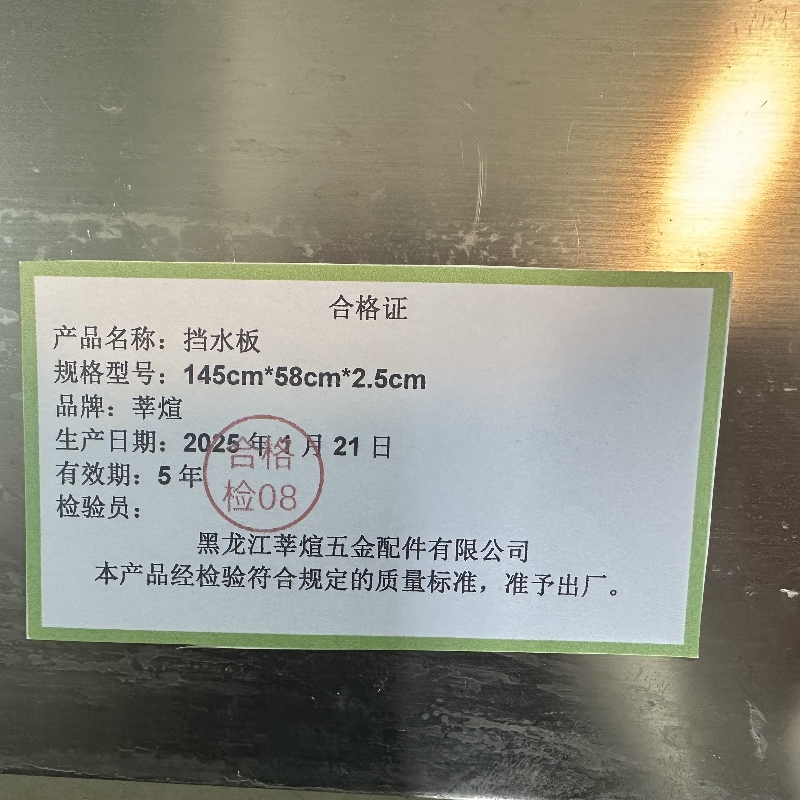 合格证
产品名称：挡水板
规格型号：145cm*58cm*2.5cm
品牌：莘煊
生产日期：2025 年 1 月 21 日
有效期：5 年
检验员：
合格
检08
黑龙江莘煊五金配件有限公司
本产品经检验符合规定的质量标准，准予出厂。